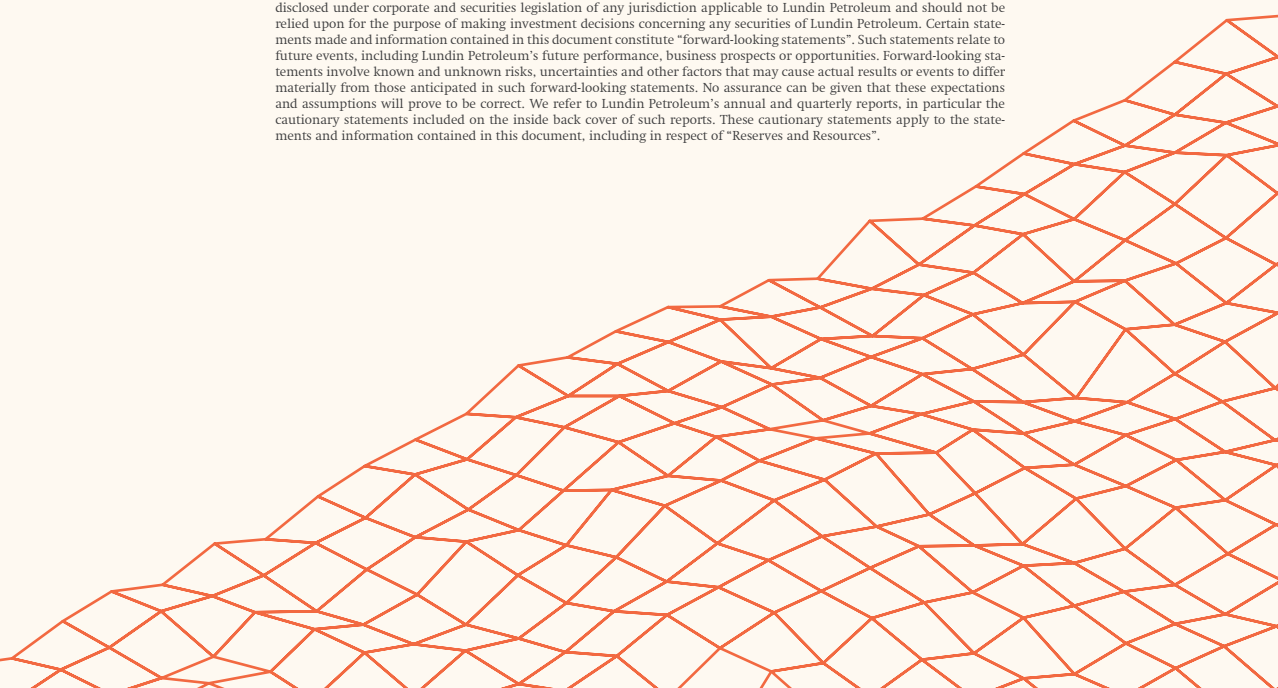 disclosed under corporate and securities legislation of any jurisdiction applicable to Lundin Petroleum and should not be
relied upon for the purpose of making investment decisions concerning any securities of Lundin Petroleum. Certain state-
ments made and information contained in this document constitute “forward-looking statements”. Such statements relate to
future events, including Lundin Petroleum’s future performance, business prospects or opportunities. Forward-looking sta-
tements involve known and unknown risks, uncertainties and other factors that may cause actual results or events to differ
materially from those anticipated in such forward-looking statements. No assurance can be given that these expectations
and assumptions will prove to be correct. We refer to Lundin Petroleum’s annual and quarterly reports, in particular the
cautionary statements included on the inside back cover of such reports. These cautionary statements apply to the state-
ments and information contained in this document, including in respect of “Reserves and Resources”.